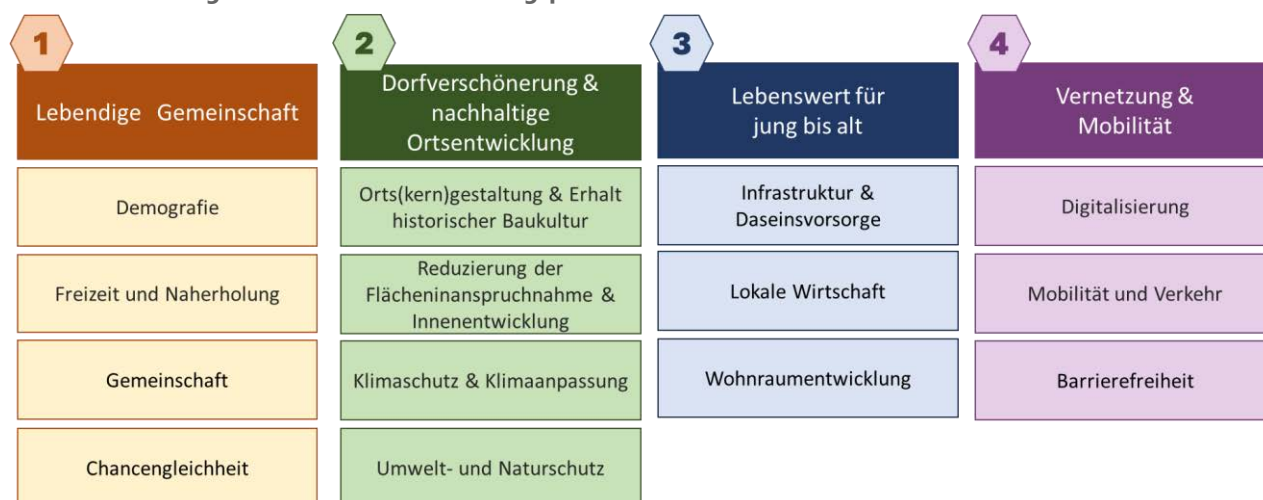 1
Lebendige Gemeinschaft
Demografie
Freizeit und Naherholung
Gemeinschaft
Chancengleichheit
2
Dorfverschönerung &
nachhaltige
Ortsentwicklung
Orts(kern)gestaltung & Erhalt
historischer Baukultur
Reduzierung der
Flächeninanspruchnahme &
Innenentwicklung
Klimaschutz & Klimaanpassung
Umwelt- und Naturschutz
3
Lebenswert für
jung bis alt
Infrastruktur &
Daseinsvorsorge
Lokale Wirtschaft
Wohnraumentwicklung
4
Vernetzung &
Mobilität
Digitalisierung
Mobilität und Verkehr
Barrierefreiheit